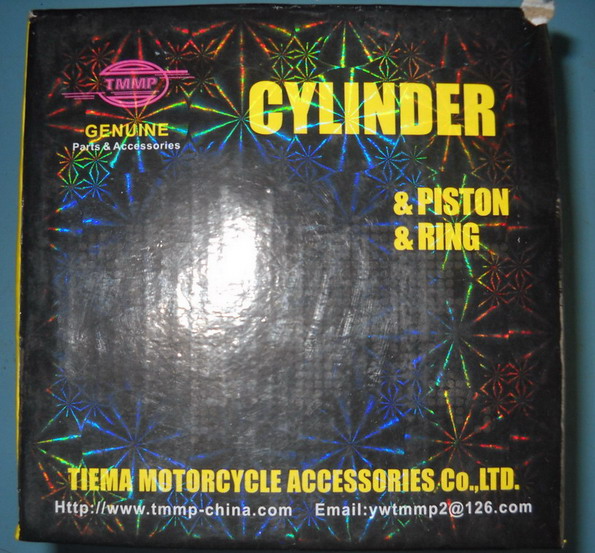 TMMP
GENUINE
Parts & Accessories
CYLINDER
& PISTON
& RING
TIEMA MOTORCYCLE ACCESSORIES Co.,LTD.
Http://www.tmmp-china.com Email:ywtmmp2@126.com